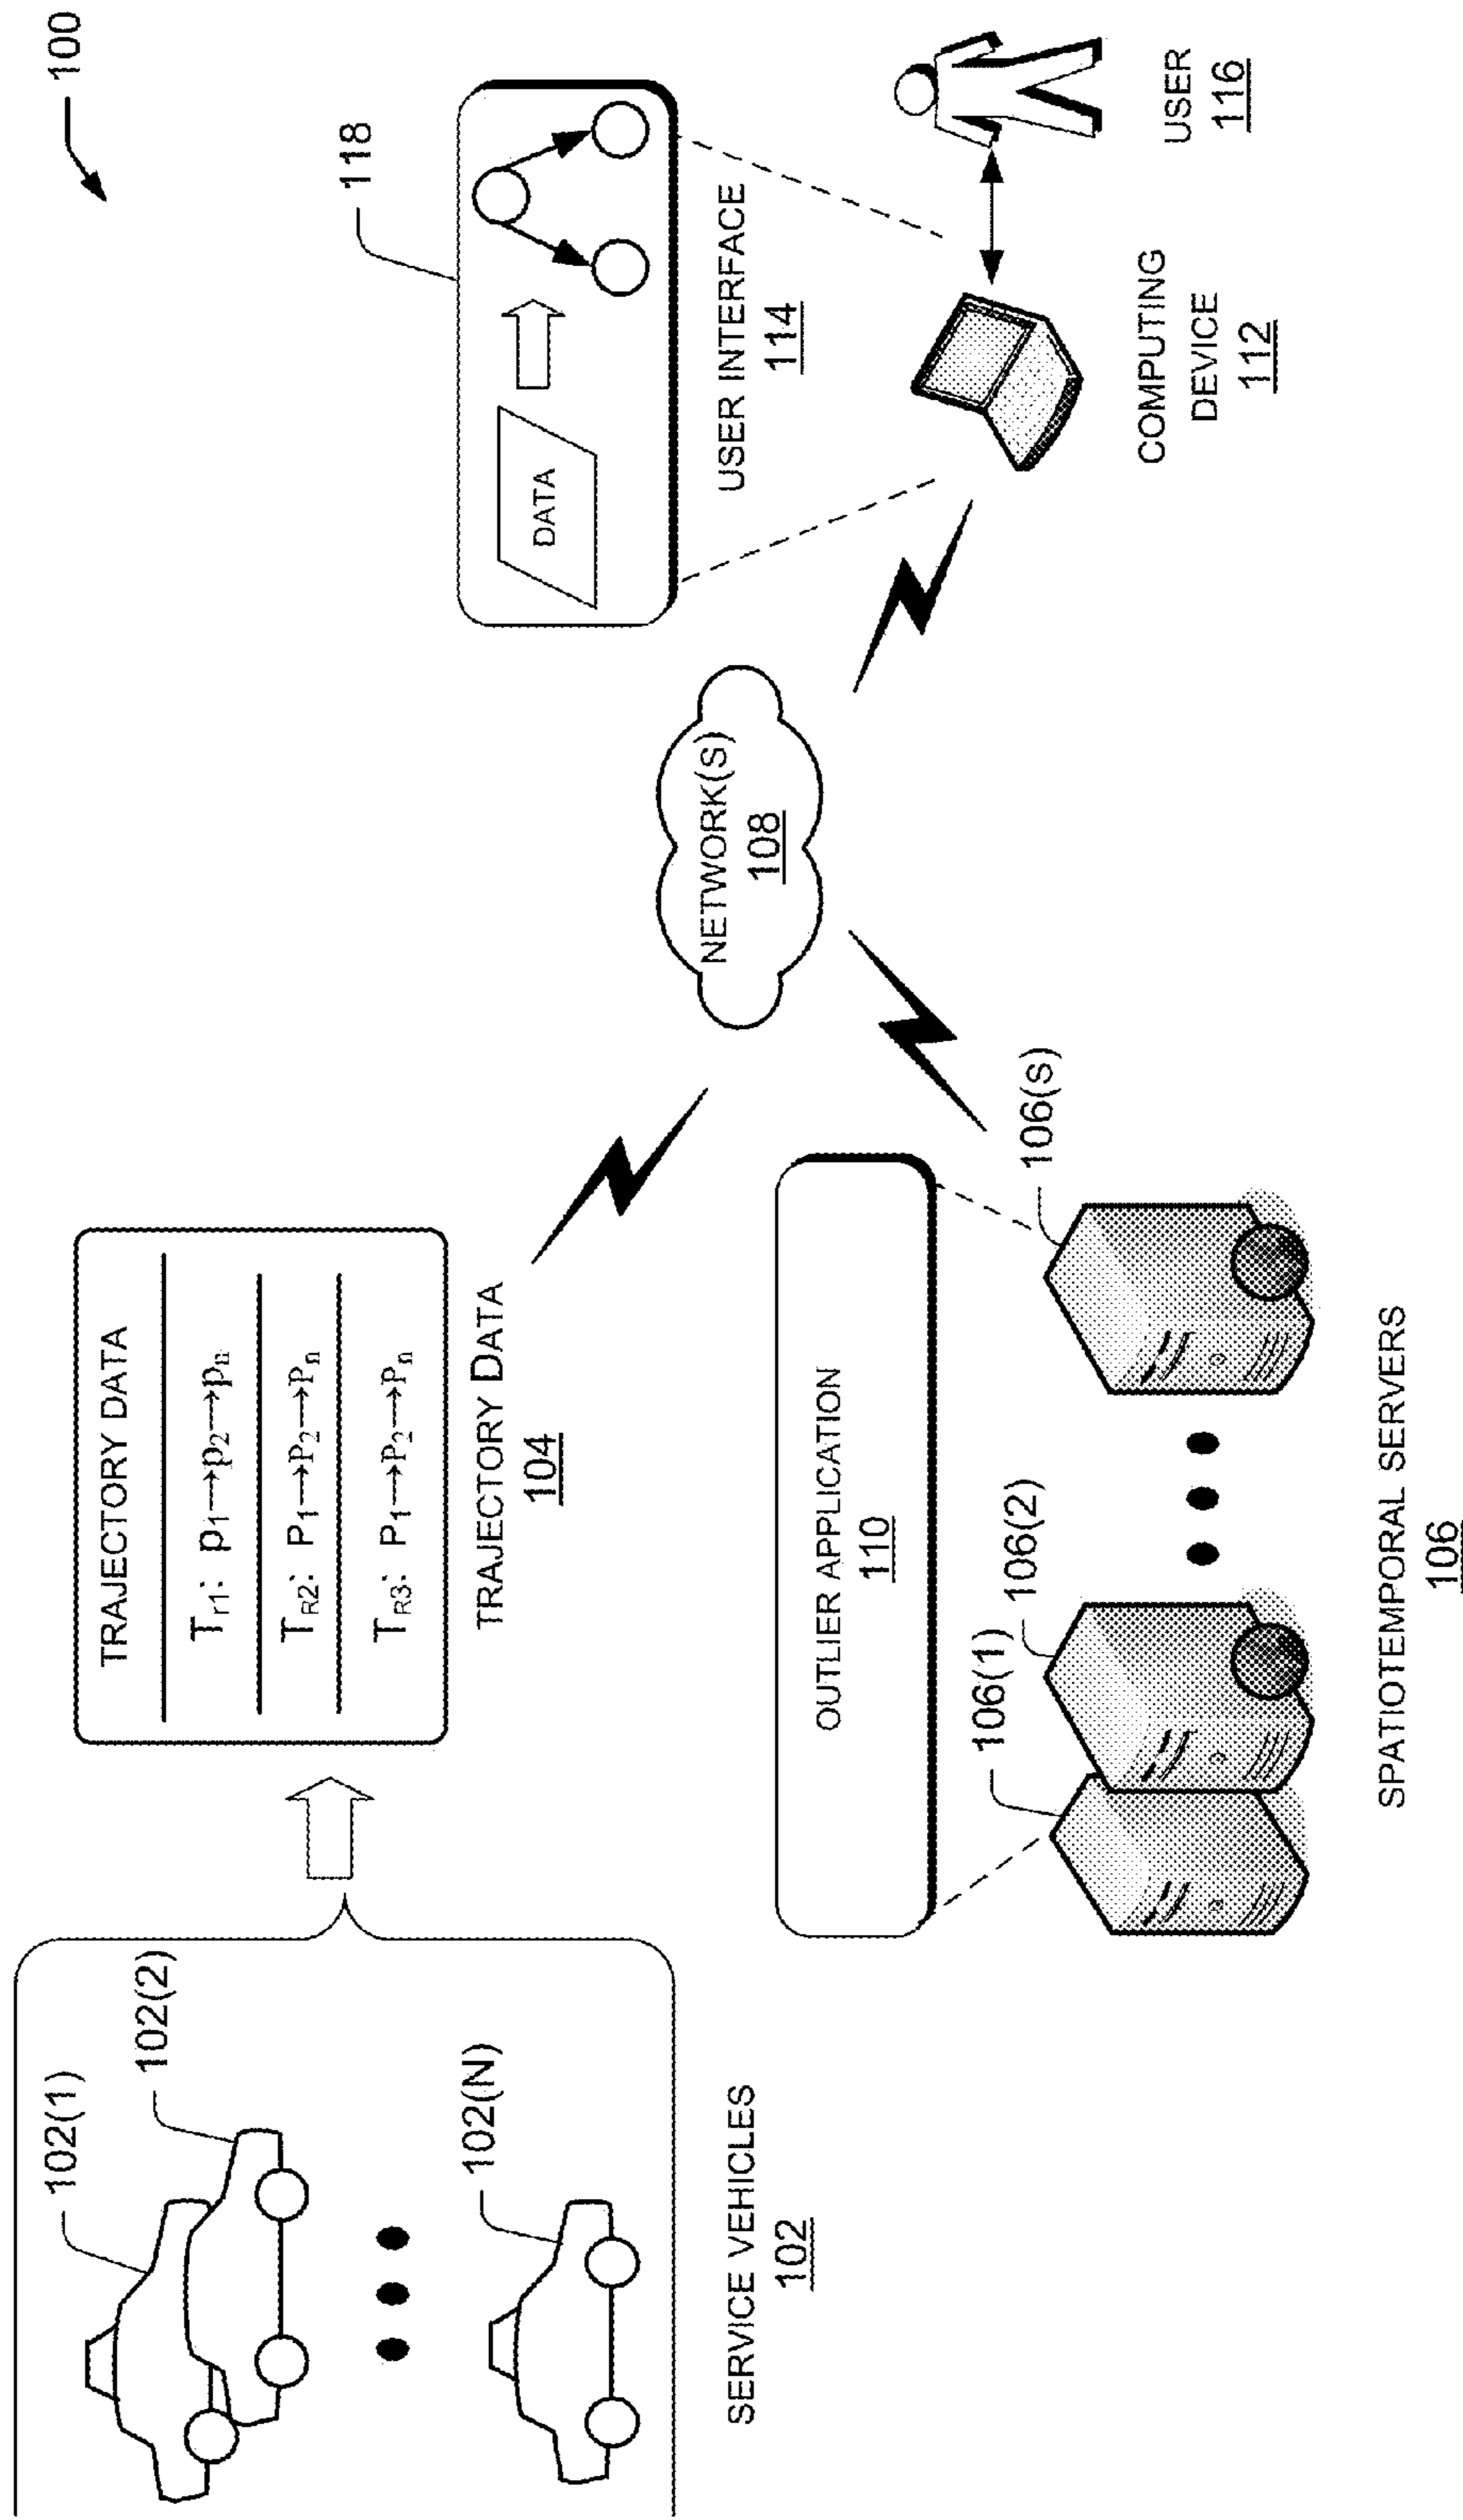 100
118
DATA
USER INTERFACE
114
USER
116
COMPUTING
DEVICE
112
NETWORK(S)
108
TRAJECTORY DATA
Tr1: p1→p2→pn
TR2: P1→P2→Pn
TR3: P1→P2→Pn
TRAJECTORY DATA
104
102(1)
102(2)
102(N)
SERVICE VEHICLES
102
OUTLIER APPLICATION
110
106(1)
106(2)
106(s)
SPATIOTEMPORAL SERVERS
106